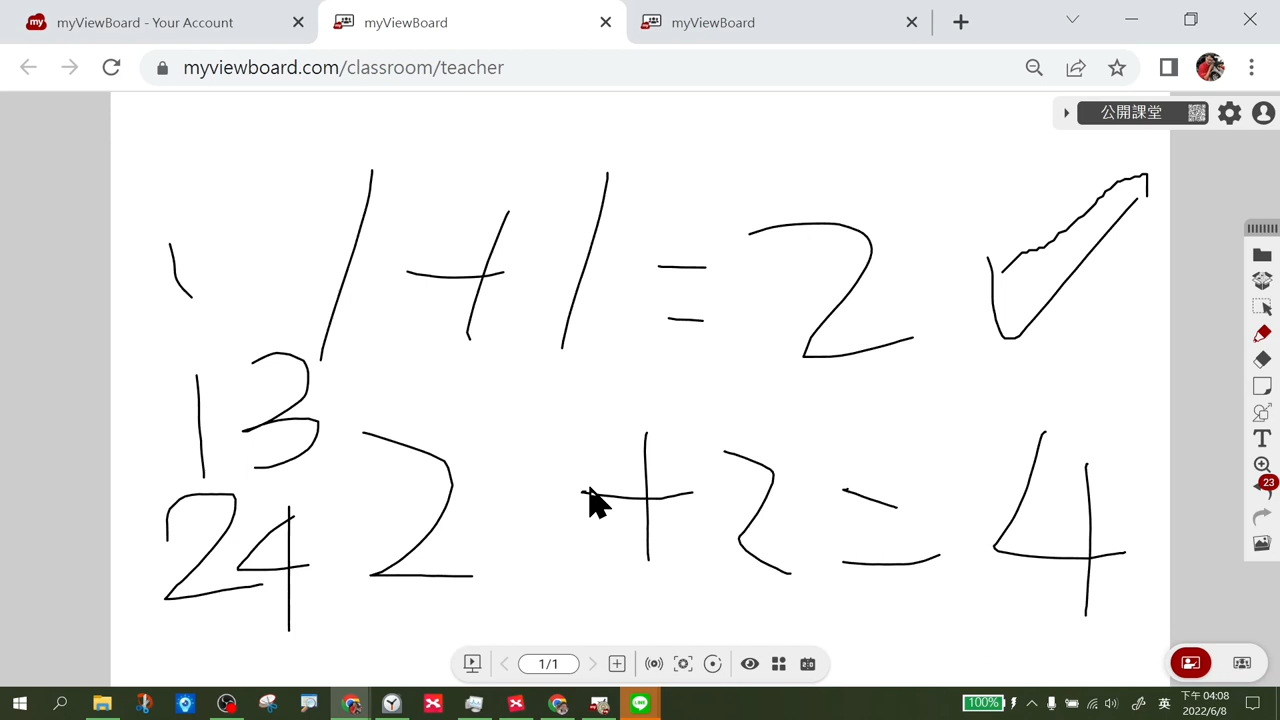 myViewBoard - Your Account
myViewBoard
myViewBoard
myviewboard.com/classroom/teacher
公開課堂
1+1=2
13
2+2=4
24
T
23
1/1
100%
英
下午 04:08
2022/6/8